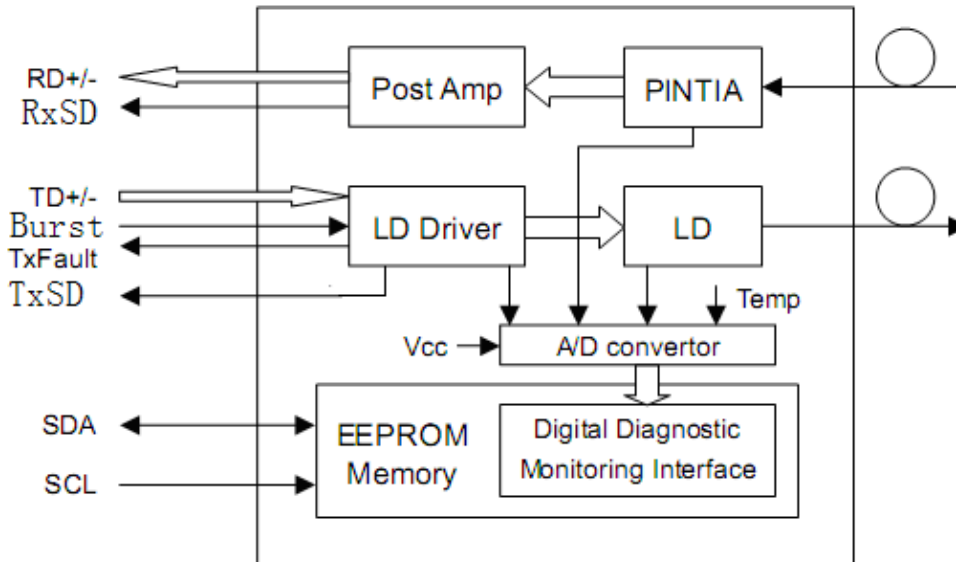 RD+/-
RxSD
Post Amp
PINTIA
TD+/-
Burst
TxFault
TxSD
LD Driver
LD
Temp
Vcc
A/D convertor
SDA
SCL
EEPROM
Memory
Digital Diagnostic
Monitoring Interface